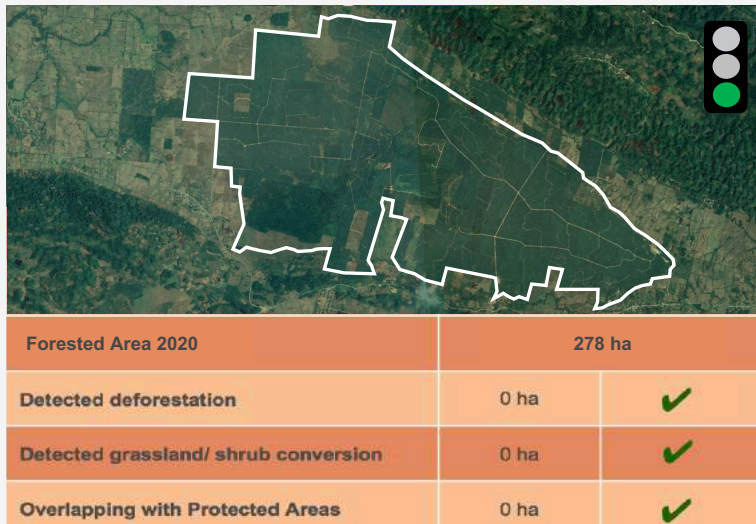 Forested Area 2020 278 ha
Detected deforestation 0 ha ✔
Detected grassland/ shrub conversion 0 ha ✔
Overlapping with Protected Areas 0 ha ✔